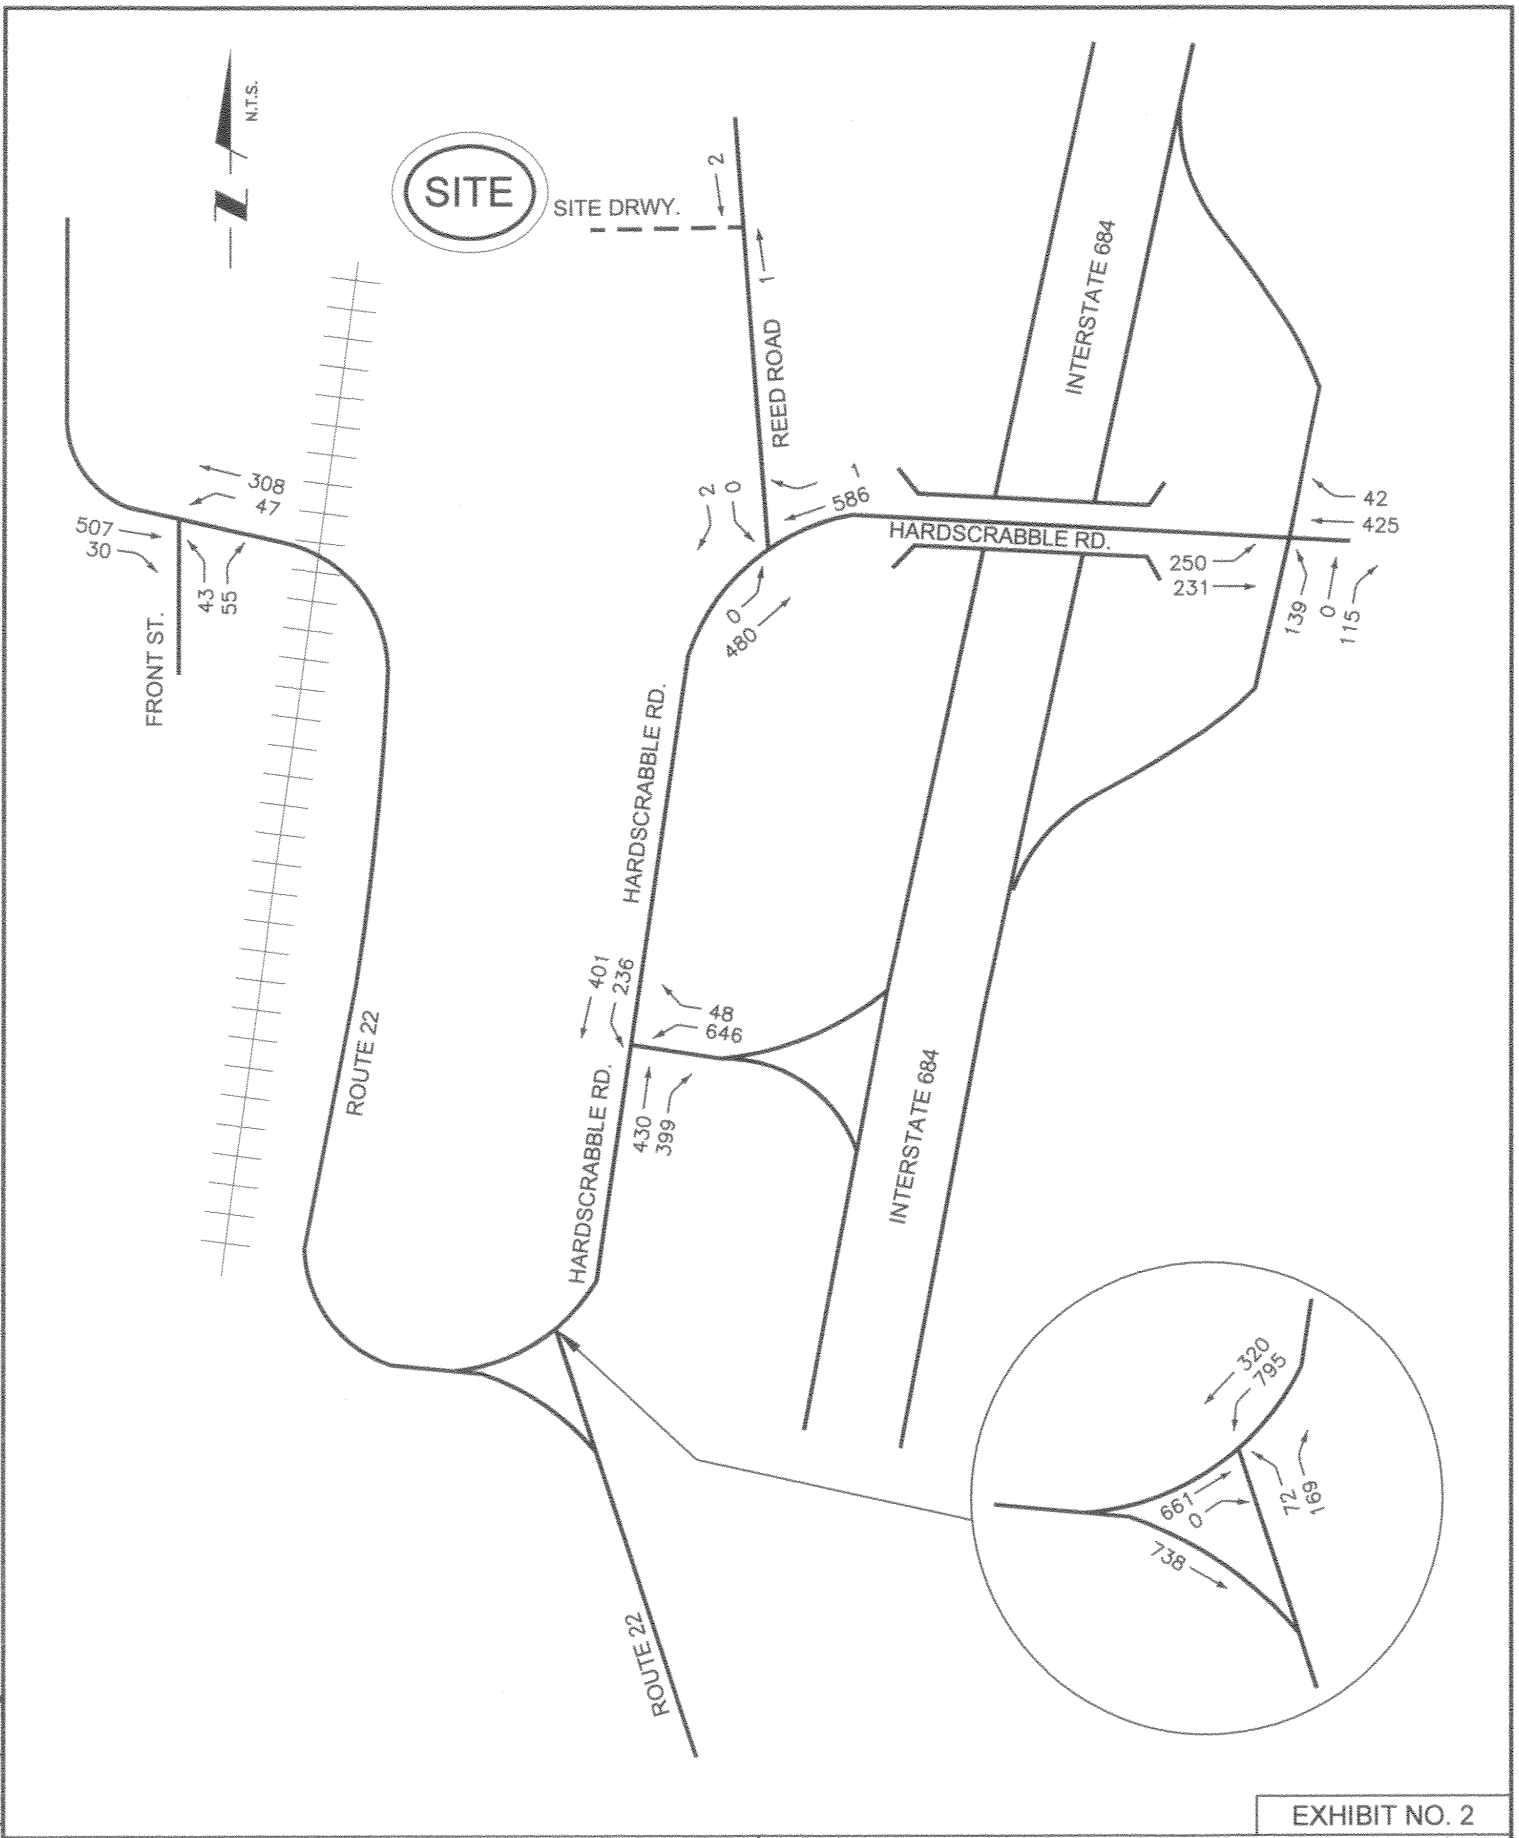 N.T.S.
N
SITE
SITE DRWY.
2
1
REED ROAD
INTERSTATE 684
308
47
507
30
43
55
FRONT ST.
2
0
1
586
0
480
HARDSCRABBLE RD.
250
231
42
425
139
0
115
HARDSCRABBLE RD.
401
236
48
646
430
399
ROUTE 22
HARDSCRABBLE RD.
INTERSTATE 684
320
795
661
0
72
169
738
ROUTE 22
EXHIBIT NO. 2